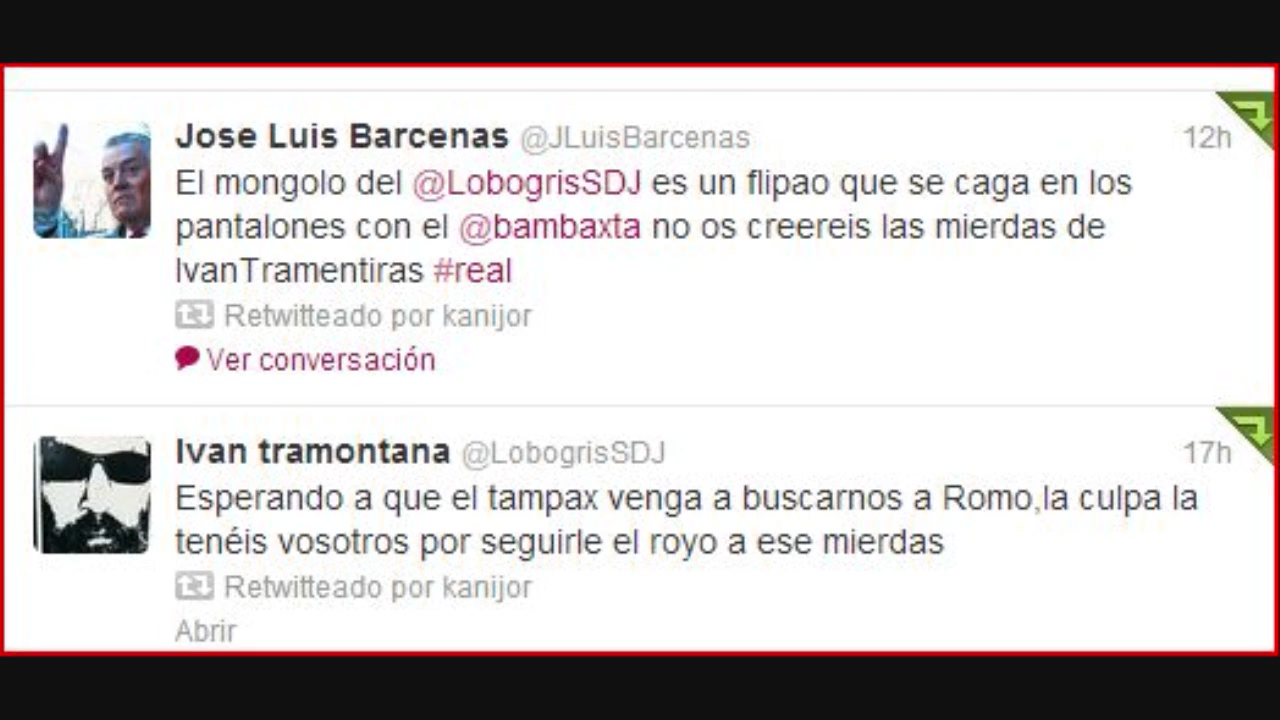 Jose Luis Barcenas @JLuisBarcenas 12h
El mongolo del @LobogrisSDJ es un flipao que se caga en los
pantalones con el @bambaxta no os creereis las mierdas de
IvanTramentiras #real
Retwitteado por kanijor
Ver conversación
Ivan tramontana @LobogrisSDJ 17h
Esperando a que el tampax venga a buscarnos a Romo,la culpa la
tenéis vosotros por seguirle el royo a ese mierdas
Retwitteado por kanijor
Abrir